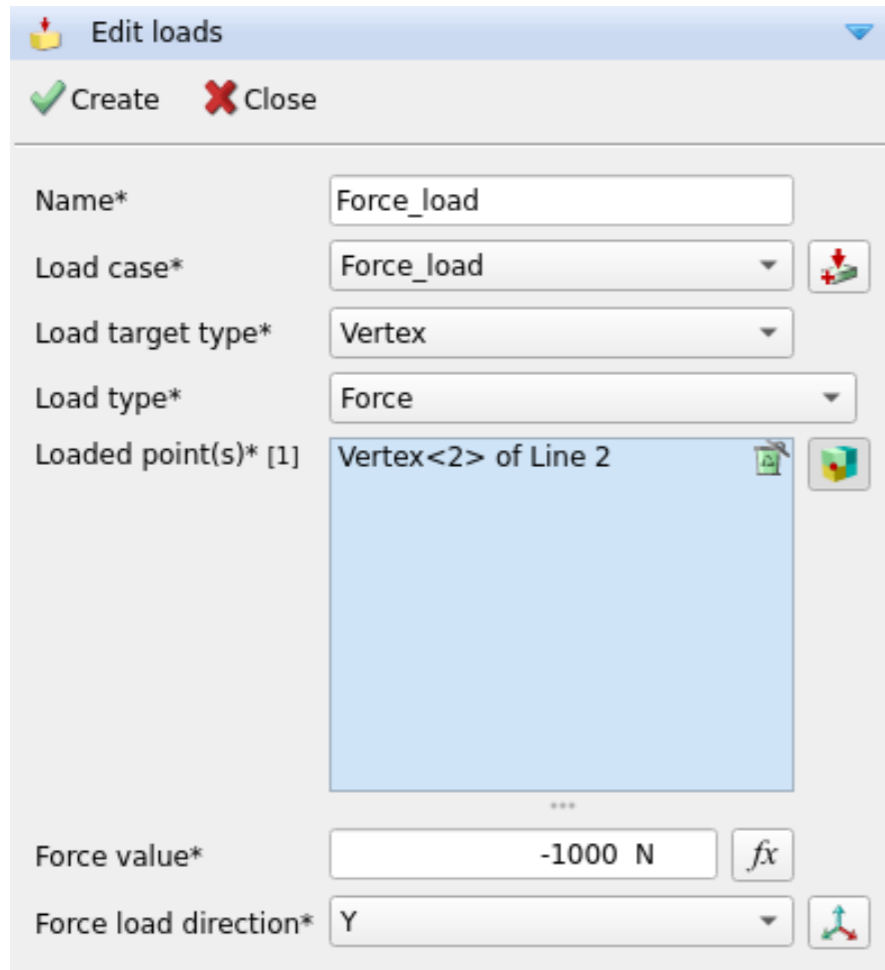 Edit loads
Create Close
Name* Force_load
Load case* Force_load
Load target type* Vertex
Load type* Force
Loaded point(s)* [1] Vertex<2> of Line 2
Force value* -1000 N fx
Force load direction* Y